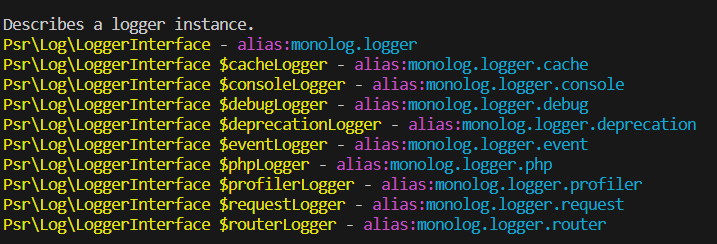 Describes a logger instance.
Psr\Log\LoggerInterface - alias:monolog.logger
Psr\Log\LoggerInterface $cacheLogger - alias:monolog.logger.cache
Psr\Log\LoggerInterface $consoleLogger - alias:monolog.logger.console
Psr\Log\LoggerInterface $debugLogger - alias:monolog.logger.debug
Psr\Log\LoggerInterface $deprecationLogger - alias:monolog.logger.deprecation
Psr\Log\LoggerInterface $eventLogger - alias:monolog.logger.event
Psr\Log\LoggerInterface $phpLogger - alias:monolog.logger.php
Psr\Log\LoggerInterface $profilerLogger - alias:monolog.logger.profiler
Psr\Log\LoggerInterface $requestLogger - alias:monolog.logger.request
Psr\Log\LoggerInterface $routerLogger - alias:monolog.logger.router